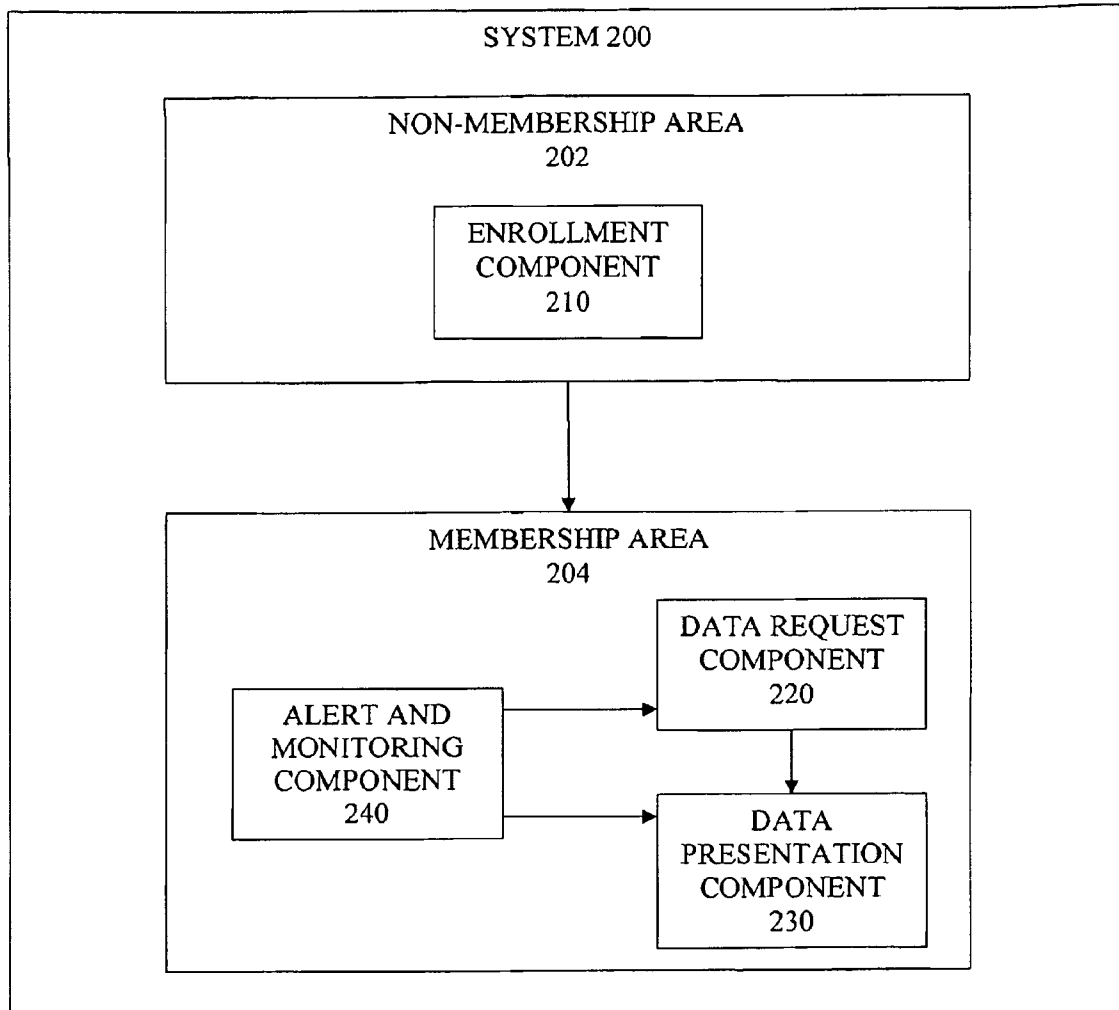 SYSTEM 200
NON-MEMBERSHIP AREA
202
ENROLLMENT
COMPONENT
210
MEMBERSHIP AREA
204
DATA REQUEST
COMPONENT
220
ALERT AND
MONITORING
COMPONENT
240
DATA
PRESENTATION
COMPONENT
230